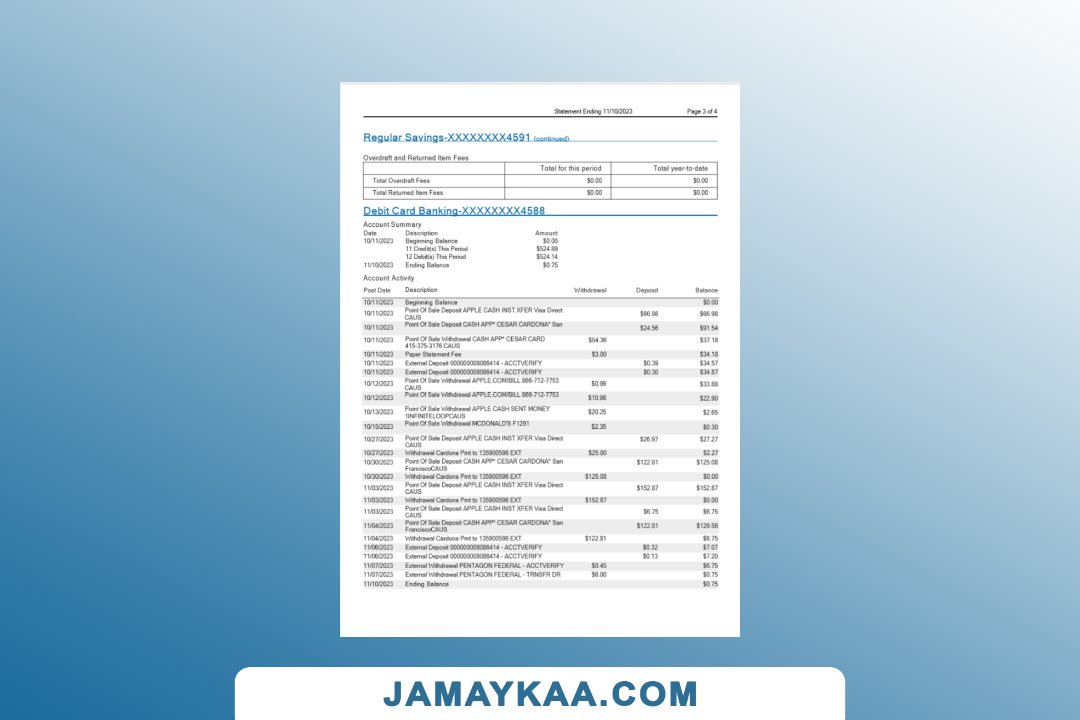 Statement Ending 11/10/2023 Page 3 of 4
Regular Savings-XXXXXXXX4591 (continued)
Overdraft and Returned Item Fees
Total for this period Total year-to-date
Total Overdraft Fees $0.00 $0.00
Total Returned Item Fees $0.00 $0.00
Debit Card Banking-XXXXXXXX4588
Account Summary
Date Description Amount
10/11/2023 Beginning Balance $0.00
11 Credit(s) This Period $524.89
12 Debit(s) This Period $524.14
11/10/2023 Ending Balance $0.75
Account Activity
Post Date Description Withdrawal Deposit Balance
10/11/2023 Beginning Balance $0.00
10/11/2023 Point Of Sale Deposit APPLE CASH INST XFER Visa Direct $66.98 $66.98
CAUS
10/11/2023 Point Of Sale Deposit CASH APP* CESAR CARDONA* San $24.56 $91.54
10/11/2023 Point Of Sale Withdrawal CASH APP* CESAR CARD $54.36 $37.18
415-375-3176 CAUS
10/11/2023 Paper Statement Fee $3.00 $34.18
10/11/2023 External Deposit 000000008086414 - ACCTVERIFY $0.39 $34.57
10/11/2023 External Deposit 000000008086414 - ACCTVERIFY $0.30 $34.87
10/12/2023 Point Of Sale Withdrawal APPLE.COM/BILL 866-712-7753 $0.99 $33.88
CAUS
10/12/2023 Point Of Sale Withdrawal APPLE.COM/BILL 866-712-7753 $10.98 $22.90
10/13/2023 Point Of Sale Withdrawal APPLE CASH SENT MONEY $20.25 $2.65
1INFINITELOOPCAUS
10/15/2023 Point Of Sale Withdrawal MCDONALD'S F1291 $2.35 $0.30
10/27/2023 Point Of Sale Deposit APPLE CASH INST XFER Visa Direct $26.97 $27.27
CAUS
10/27/2023 Withdrawal Cardona Pmt to 135900596 EXT $25.00 $2.27
10/30/2023 Point Of Sale Deposit CASH APP* CESAR CARDONA* San $122.81 $125.08
FranciscoCAUS
10/30/2023 Withdrawal Cardona Pmt to 135900596 EXT $125.08 $0.00
11/03/2023 Point Of Sale Deposit APPLE CASH INST XFER Visa Direct $152.87 $152.87
CAUS
11/03/2023 Withdrawal Cardona Pmt to 135900596 EXT $152.87 $0.00
11/03/2023 Point Of Sale Deposit APPLE CASH INST XFER Visa Direct $6.75 $6.75
CAUS
11/04/2023 Point Of Sale Deposit CASH APP* CESAR CARDONA* San $122.81 $129.56
FranciscoCAUS
11/04/2023 Withdrawal Cardona Pmt to 135900596 EXT $122.81 $6.75
11/06/2023 External Deposit 000000008086414 - ACCTVERIFY $0.32 $7.07
11/06/2023 External Deposit 000000008086414 - ACCTVERIFY $0.13 $7.20
11/07/2023 External Withdrawal PENTAGON FEDERAL - ACCTVERIFY $0.45 $6.75
11/07/2023 External Withdrawal PENTAGON FEDERAL - TRNSFR DR $6.00 $0.75
11/10/2023 Ending Balance $0.75
JAMAYKAA.COM